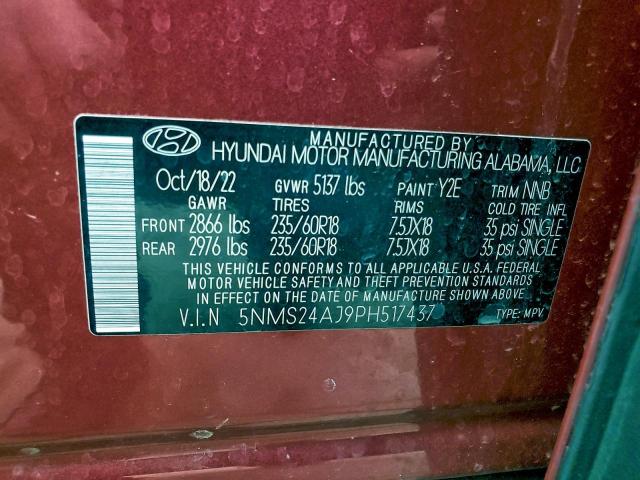 MANUFACTURED BY
HYUNDAI MOTOR MANUFACTURING ALABAMA, LLC
Oct/18/22 GVWR 5137 lbs PAINT Y2E TRIM NNB
GAWR TIRES RIMS COLD TIRE INFL
FRONT 2866 lbs 235/60R18 7.5JX18 35 psi SINGLE
REAR 2976 lbs 235/60R18 7.5JX18 35 psi SINGLE
THIS VEHICLE CONFORMS TO ALL APPLICABLE U.S.A. FEDERAL
MOTOR VEHICLE SAFETY AND THEFT PREVENTION STANDARDS
IN EFFECT ON THE DATE OF MANUFACTURE SHOWN ABOVE.
V.I.N 5NMS24AJ9PH517437 TYPE: MPV